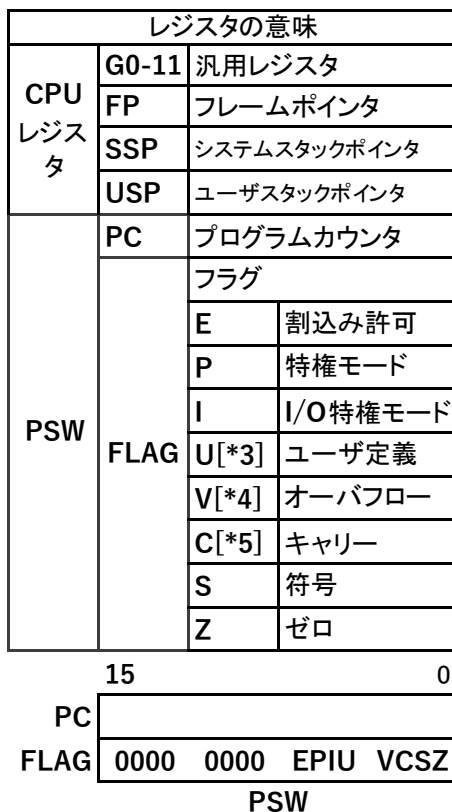 レジスタの意味
CPU
レジス
タ
G0-11 汎用レジスタ
FP フレームポインタ
SSP システムスタックポインタ
USP ユーザスタックポインタ
PSW
PC プログラムカウンタ
FLAG
フラグ
E 割込み許可
P 特権モード
I I/O特権モード
U[*3] ユーザ定義
V[*4] オーバフロー
C[*5] キャリー
S 符号
Z ゼロ
15 0
PC
FLAG 0000 0000 EPIU VCSZ
PSW